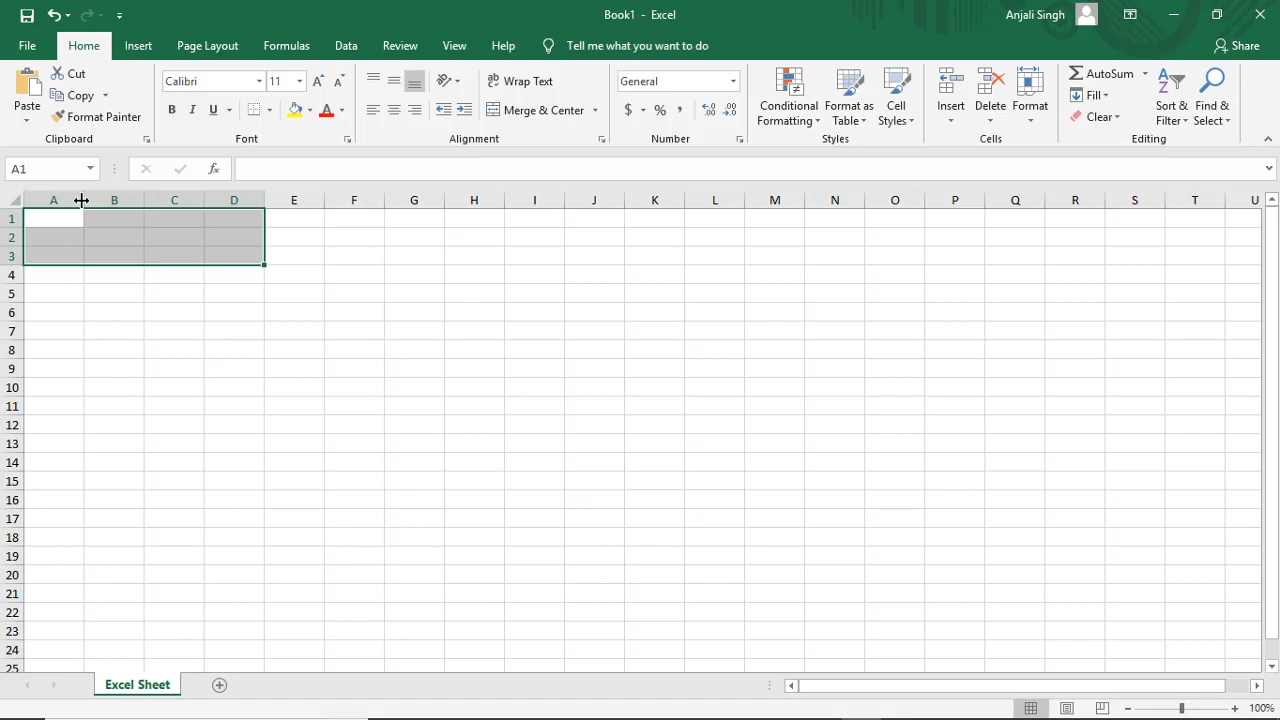 Book1 - Excel
Anjali Singh
File Home Insert Page Layout Formulas Data Review View Help Tell me what you want to do Share
Paste
Cut
Copy
Format Painter
Clipboard
Calibri 11
B I U
Font
Wrap Text
Merge & Center
Alignment
General
$ % ,
Number
Conditional Formatting
Format as Table
Cell Styles
Styles
Insert
Delete
Format
Cells
AutoSum
Fill
Clear
Sort & Filter
Find & Select
Editing
A1
fx
A B C D E F G H I J K L M N O P Q R S T U
1
2
3
4
5
6
7
8
9
10
11
12
13
14
15
16
17
18
19
20
21
22
23
24
25
Excel Sheet
100%